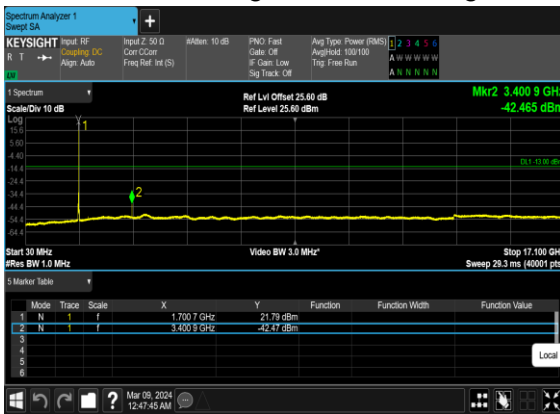 Spectrum Analyzer 1
Swept SA
+
KEYSIGHT Input: RF Input Z: 50 Ω #Atten: 10 dB PNO: Fast Avg Type: Power (RMS) 1 2 3 4 5 6
R T Coupling: DC Corr CCorr Gate: Off Avg|Hold: 100/100 A W W W W W
Align: Auto Freq Ref: Int (S) IF Gain: Low Trig: Free Run
Sig Track: Off A N N N N N
LV
1 Spectrum Ref Lvl Offset 25.60 dB Mkr2 3.400 9 GHz
Scale/Div 10 dB Ref Level 25.60 dBm -42.465 dBm
Log
15.6
5.60
-4.40
-14.4
-24.4
-34.4
-44.4
-54.4
-64.4
1
2
DL1 -13.00 dBm
Start 30 MHz Video BW 3.0 MHz* Stop 17.100 GH
#Res BW 1.0 MHz Sweep 29.3 ms (40001 pts
5 Marker Table
Mode Trace Scale X Y Function Function Width Function Value
1 N 1 f 1.700 7 GHz 21.79 dBm
2 N 1 f 3.400 9 GHz -42.47 dBm
3
4
5
6
Local
? Mar 09, 2024
12:47:45 AM